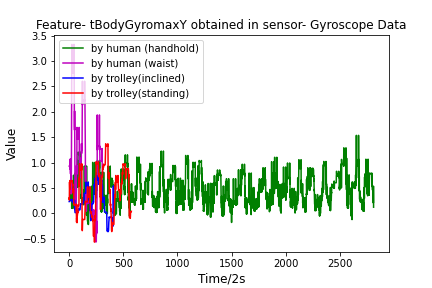 Feature- tBodyGyromaxY obtained in sensor- Gyroscope Data
3.5
3.0
2.5
2.0
1.5
1.0
0.5
0.0
−0.5
Value
by human (handhold)
by human (waist)
by trolley(inclined)
by trolley(standing)
0 500 1000 1500 2000 2500
Time/2s